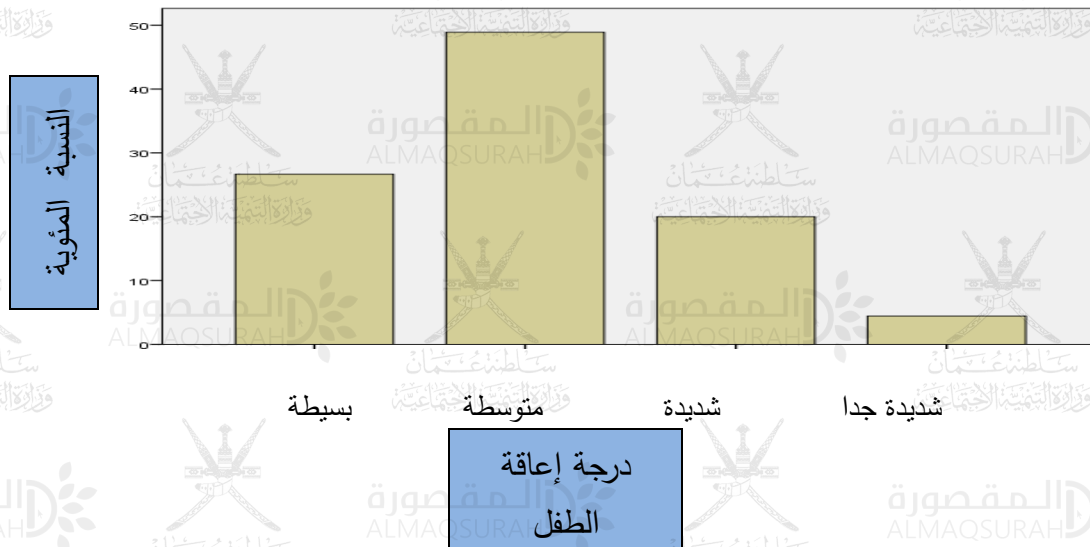 50
40
30
20
10
0
النسبة المئوية
بسيطة
متوسطة
شديدة
شديدة جدا
درجة إعاقة
الطفل
المقصورة
ALMAQSURAH
سلطنة عمان
وزارة التنمية الاجتماعية